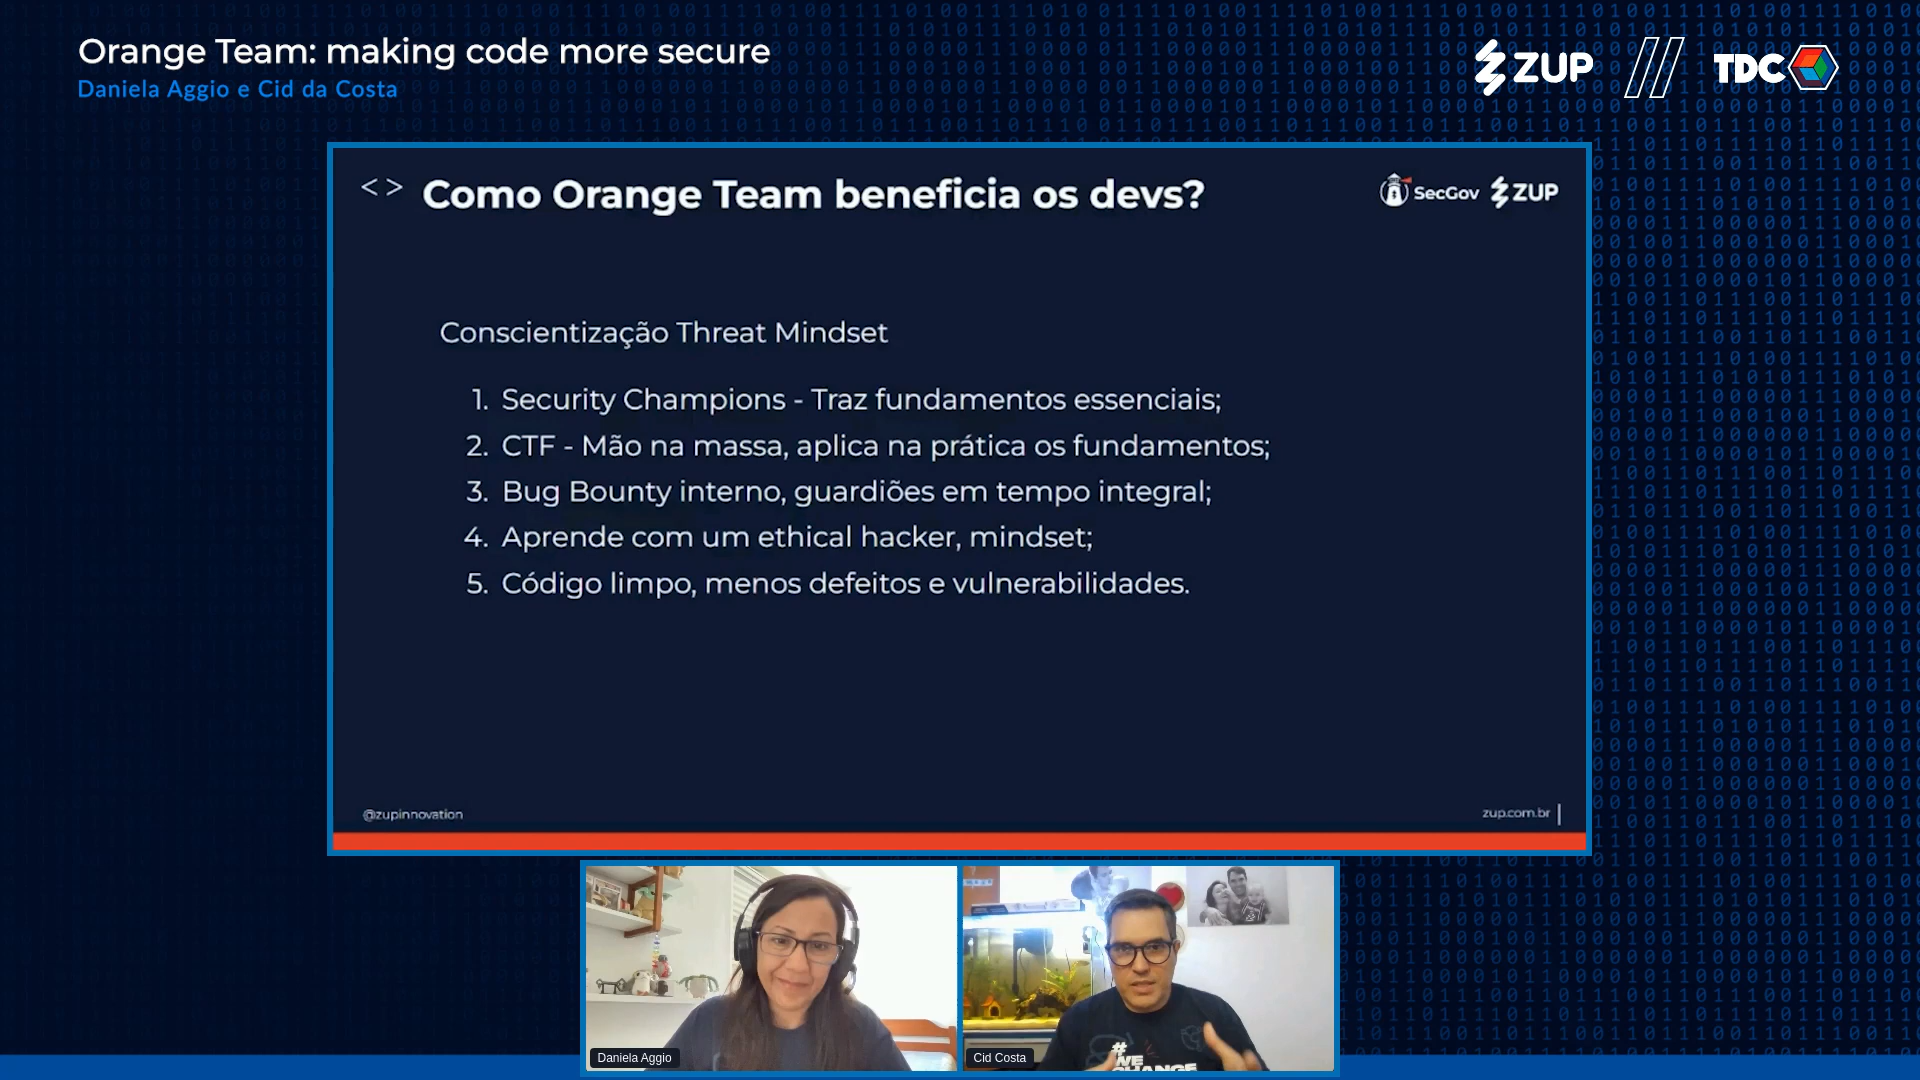 Orange Team: making code more secure
Daniela Aggio e Cid da Costa
ZUP
TDC
< > Como Orange Team beneficia os devs?
SecGov ZUP
Conscientização Threat Mindset
1. Security Champions - Traz fundamentos essenciais;
2. CTF - Mão na massa, aplica na prática os fundamentos;
3. Bug Bounty interno, guardiões em tempo integral;
4. Aprende com um ethical hacker, mindset;
5. Código limpo, menos defeitos e vulnerabilidades.
@zupinnovation
zup.com.br
Daniela Aggio
Cid Costa
#
WE
CHANGE